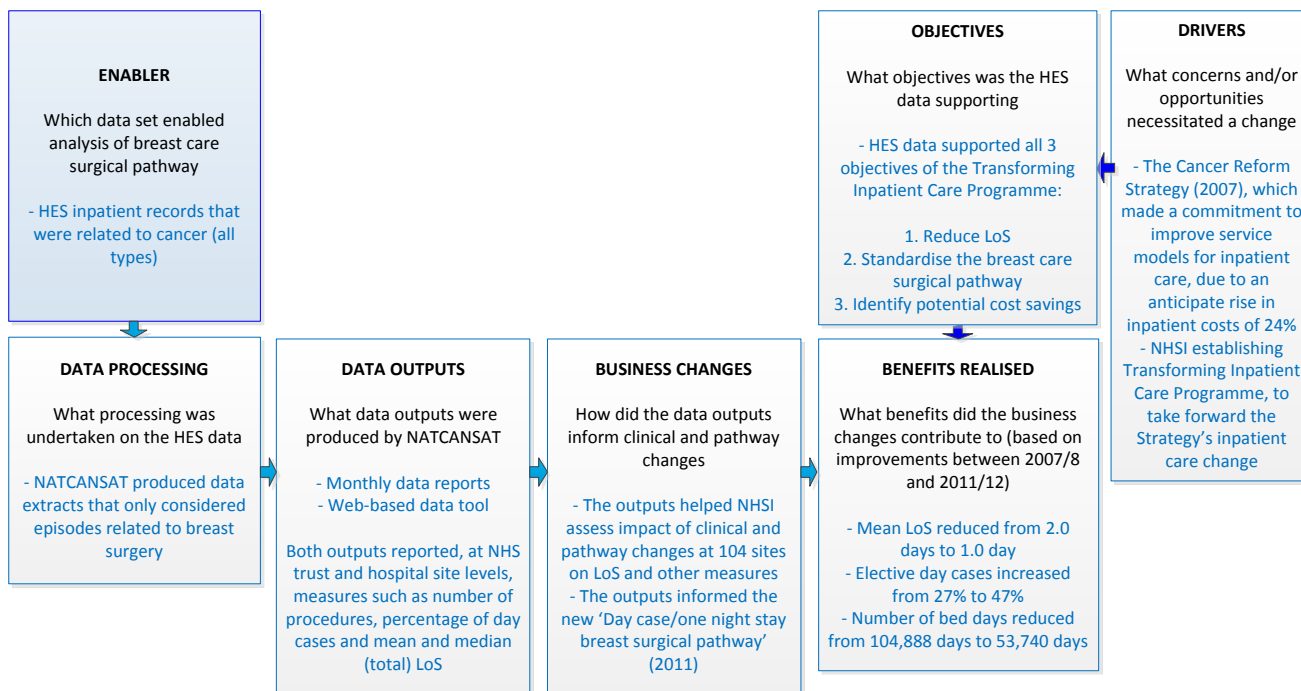 ENABLER
Which data set enabled
analysis of breast care
surgical pathway
- HES inpatient records that
were related to cancer (all
types)
DATA PROCESSING
What processing was
undertaken on the HES data
- NATCANSAT produced data
extracts that only considered
episodes related to breast
surgery
DATA OUTPUTS
What data outputs were
produced by NATCANSAT
- Monthly data reports
- Web-based data tool
Both outputs reported, at NHS
trust and hospital site levels,
measures such as number of
procedures, percentage of day
cases and mean and median
(total) LoS
BUSINESS CHANGES
How did the data outputs
inform clinical and pathway
changes
- The outputs helped NHSI
assess impact of clinical and
pathway changes at 104 sites
on LoS and other measures
- The outputs informed the
new ‘Day case/one night stay
breast surgical pathway’
(2011)
OBJECTIVES
What objectives was the HES
data supporting
- HES data supported all 3
objectives of the Transforming
Inpatient Care Programme:
1. Reduce LoS
2. Standardise the breast care
surgical pathway
3. Identify potential cost savings
BENEFITS REALISED
What benefits did the business
changes contribute to (based on
improvements between 2007/8
and 2011/12)
- Mean LoS reduced from 2.0
days to 1.0 day
- Elective day cases increased
from 27% to 47%
- Number of bed days reduced
from 104,888 days to 53,740 days
DRIVERS
What concerns and/or
opportunities
necessitated a change
- The Cancer Reform
Strategy (2007), which
made a commitment to
improve service
models for inpatient
care, due to an
anticipate rise in
inpatient costs of 24%
- NHSI establishing
Transforming Inpatient
Care Programme, to
take forward the
Strategy’s inpatient
care change